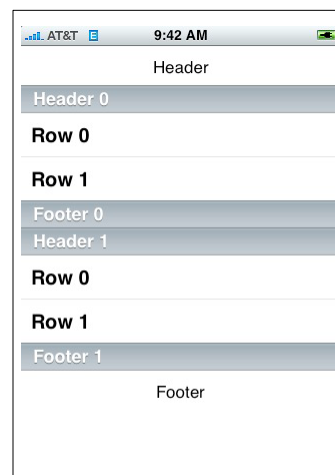 AT&T E 9:42 AM
Header
Header 0
Row 0
Row 1
Footer 0
Header 1
Row 0
Row 1
Footer 1
Footer